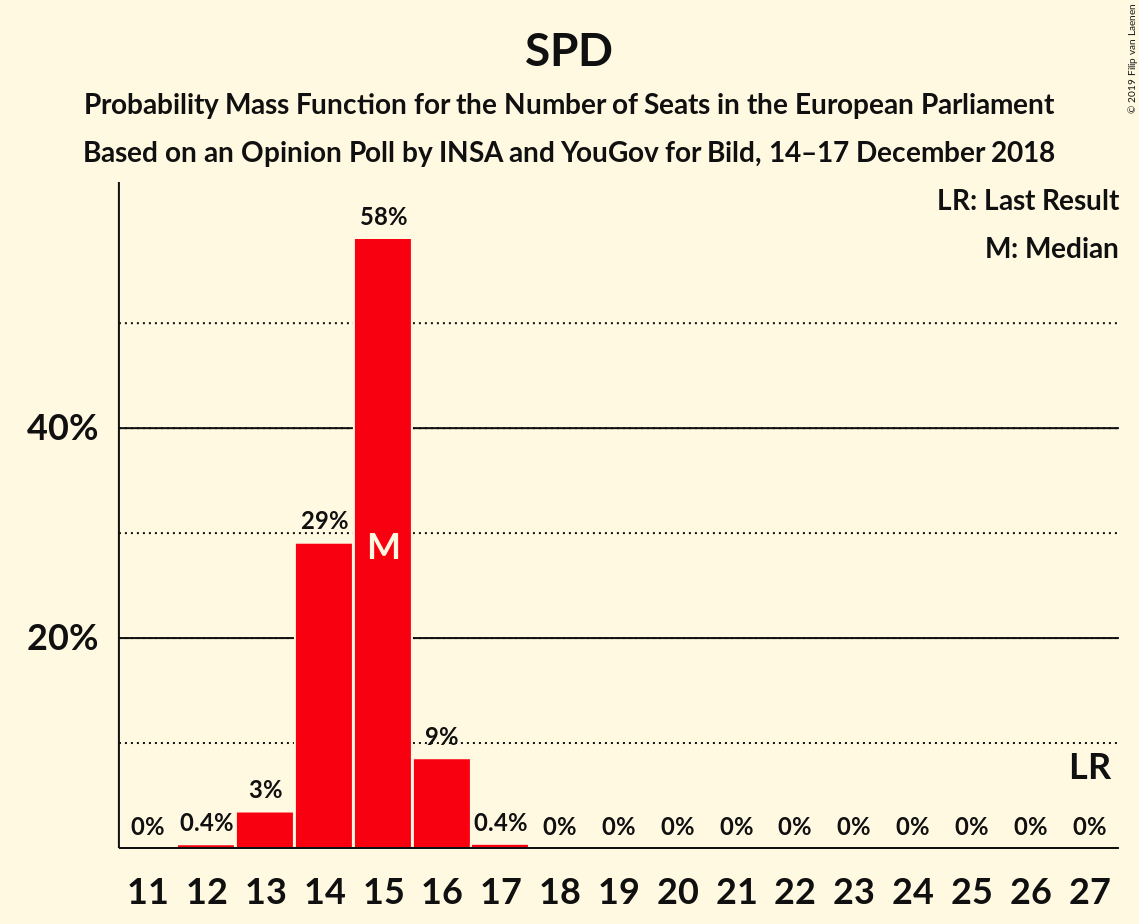 SPD
Probability Mass Function for the Number of Seats in the European Parliament
Based on an Opinion Poll by INSA and YouGov for Bild, 14–17 December 2018
© 2019 Filip van Laenen
LR: Last Result
M: Median
58%
40%
29%
M
20%
9%
LR
3%
0% 0.4% 0.4% 0% 0% 0% 0% 0% 0% 0% 0% 0% 0%
11 12 13 14 15 16 17 18 19 20 21 22 23 24 25 26 27